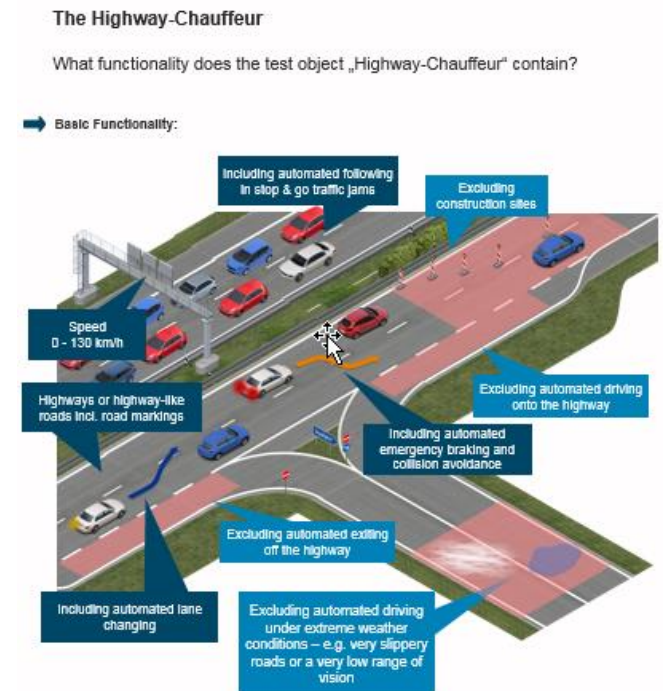 The Highway-Chauffeur
What functionality does the test object „Highway-Chauffeur“ contain?
Basic Functionality:
Including automated following
in stop & go traffic jams
Excluding
construction sites
Speed
0 - 130 km/h
Highways or highway-like
roads incl. road markings
Excluding automated driving
onto the highway
Including automated
emergency braking and
collision avoidance
Excluding automated exiting
off the highway
Including automated lane
changing
Excluding automated driving
under extreme weather
conditions – e.g. very slippery
roads or a very low range of
vision